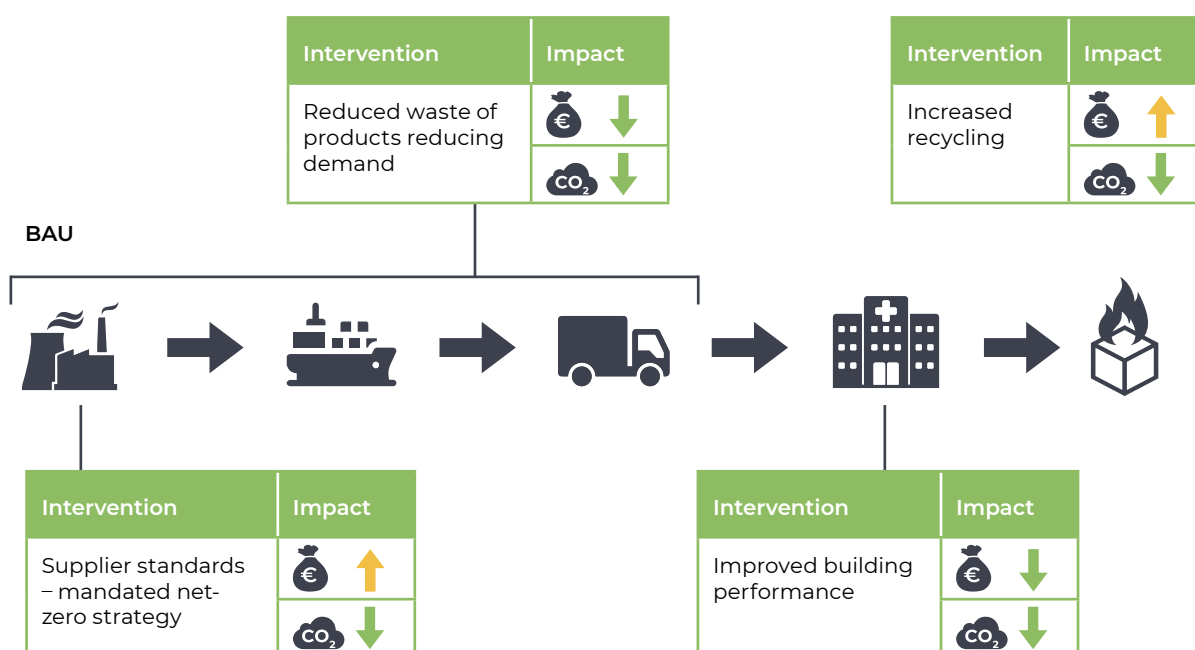 Intervention Impact
Reduced waste of
products reducing
demand
€
CO₂
Intervention Impact
Increased
recycling
€
CO₂
BAU
Intervention Impact
Supplier standards
– mandated net-
zero strategy
€
CO₂
Intervention Impact
Improved building
performance
€
CO₂